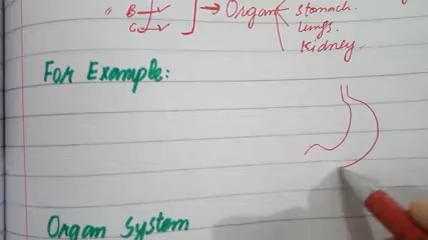 " B ✓ → Organ Stomach.
G ✓ Lungs.
Kidney.
For Example:
Organ System